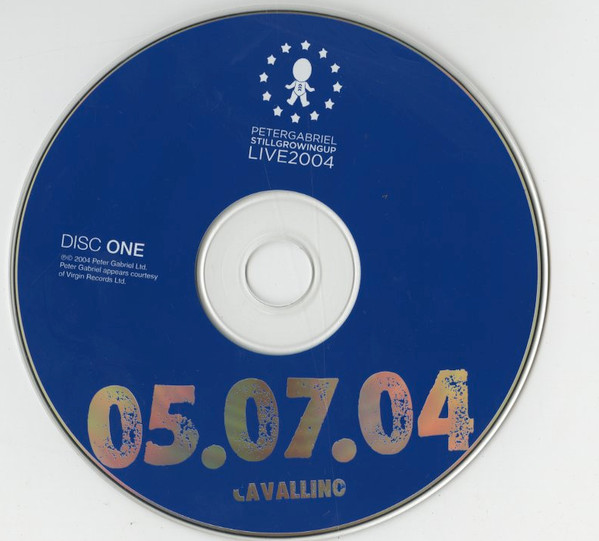 PETERGABRIEL
STILLGROWINGUP
LIVE2004
DISC ONE
℗© 2004 Peter Gabriel Ltd.
Peter Gabriel appears courtesy
of Virgin Records Ltd.
05.07.04
CAVALLINO